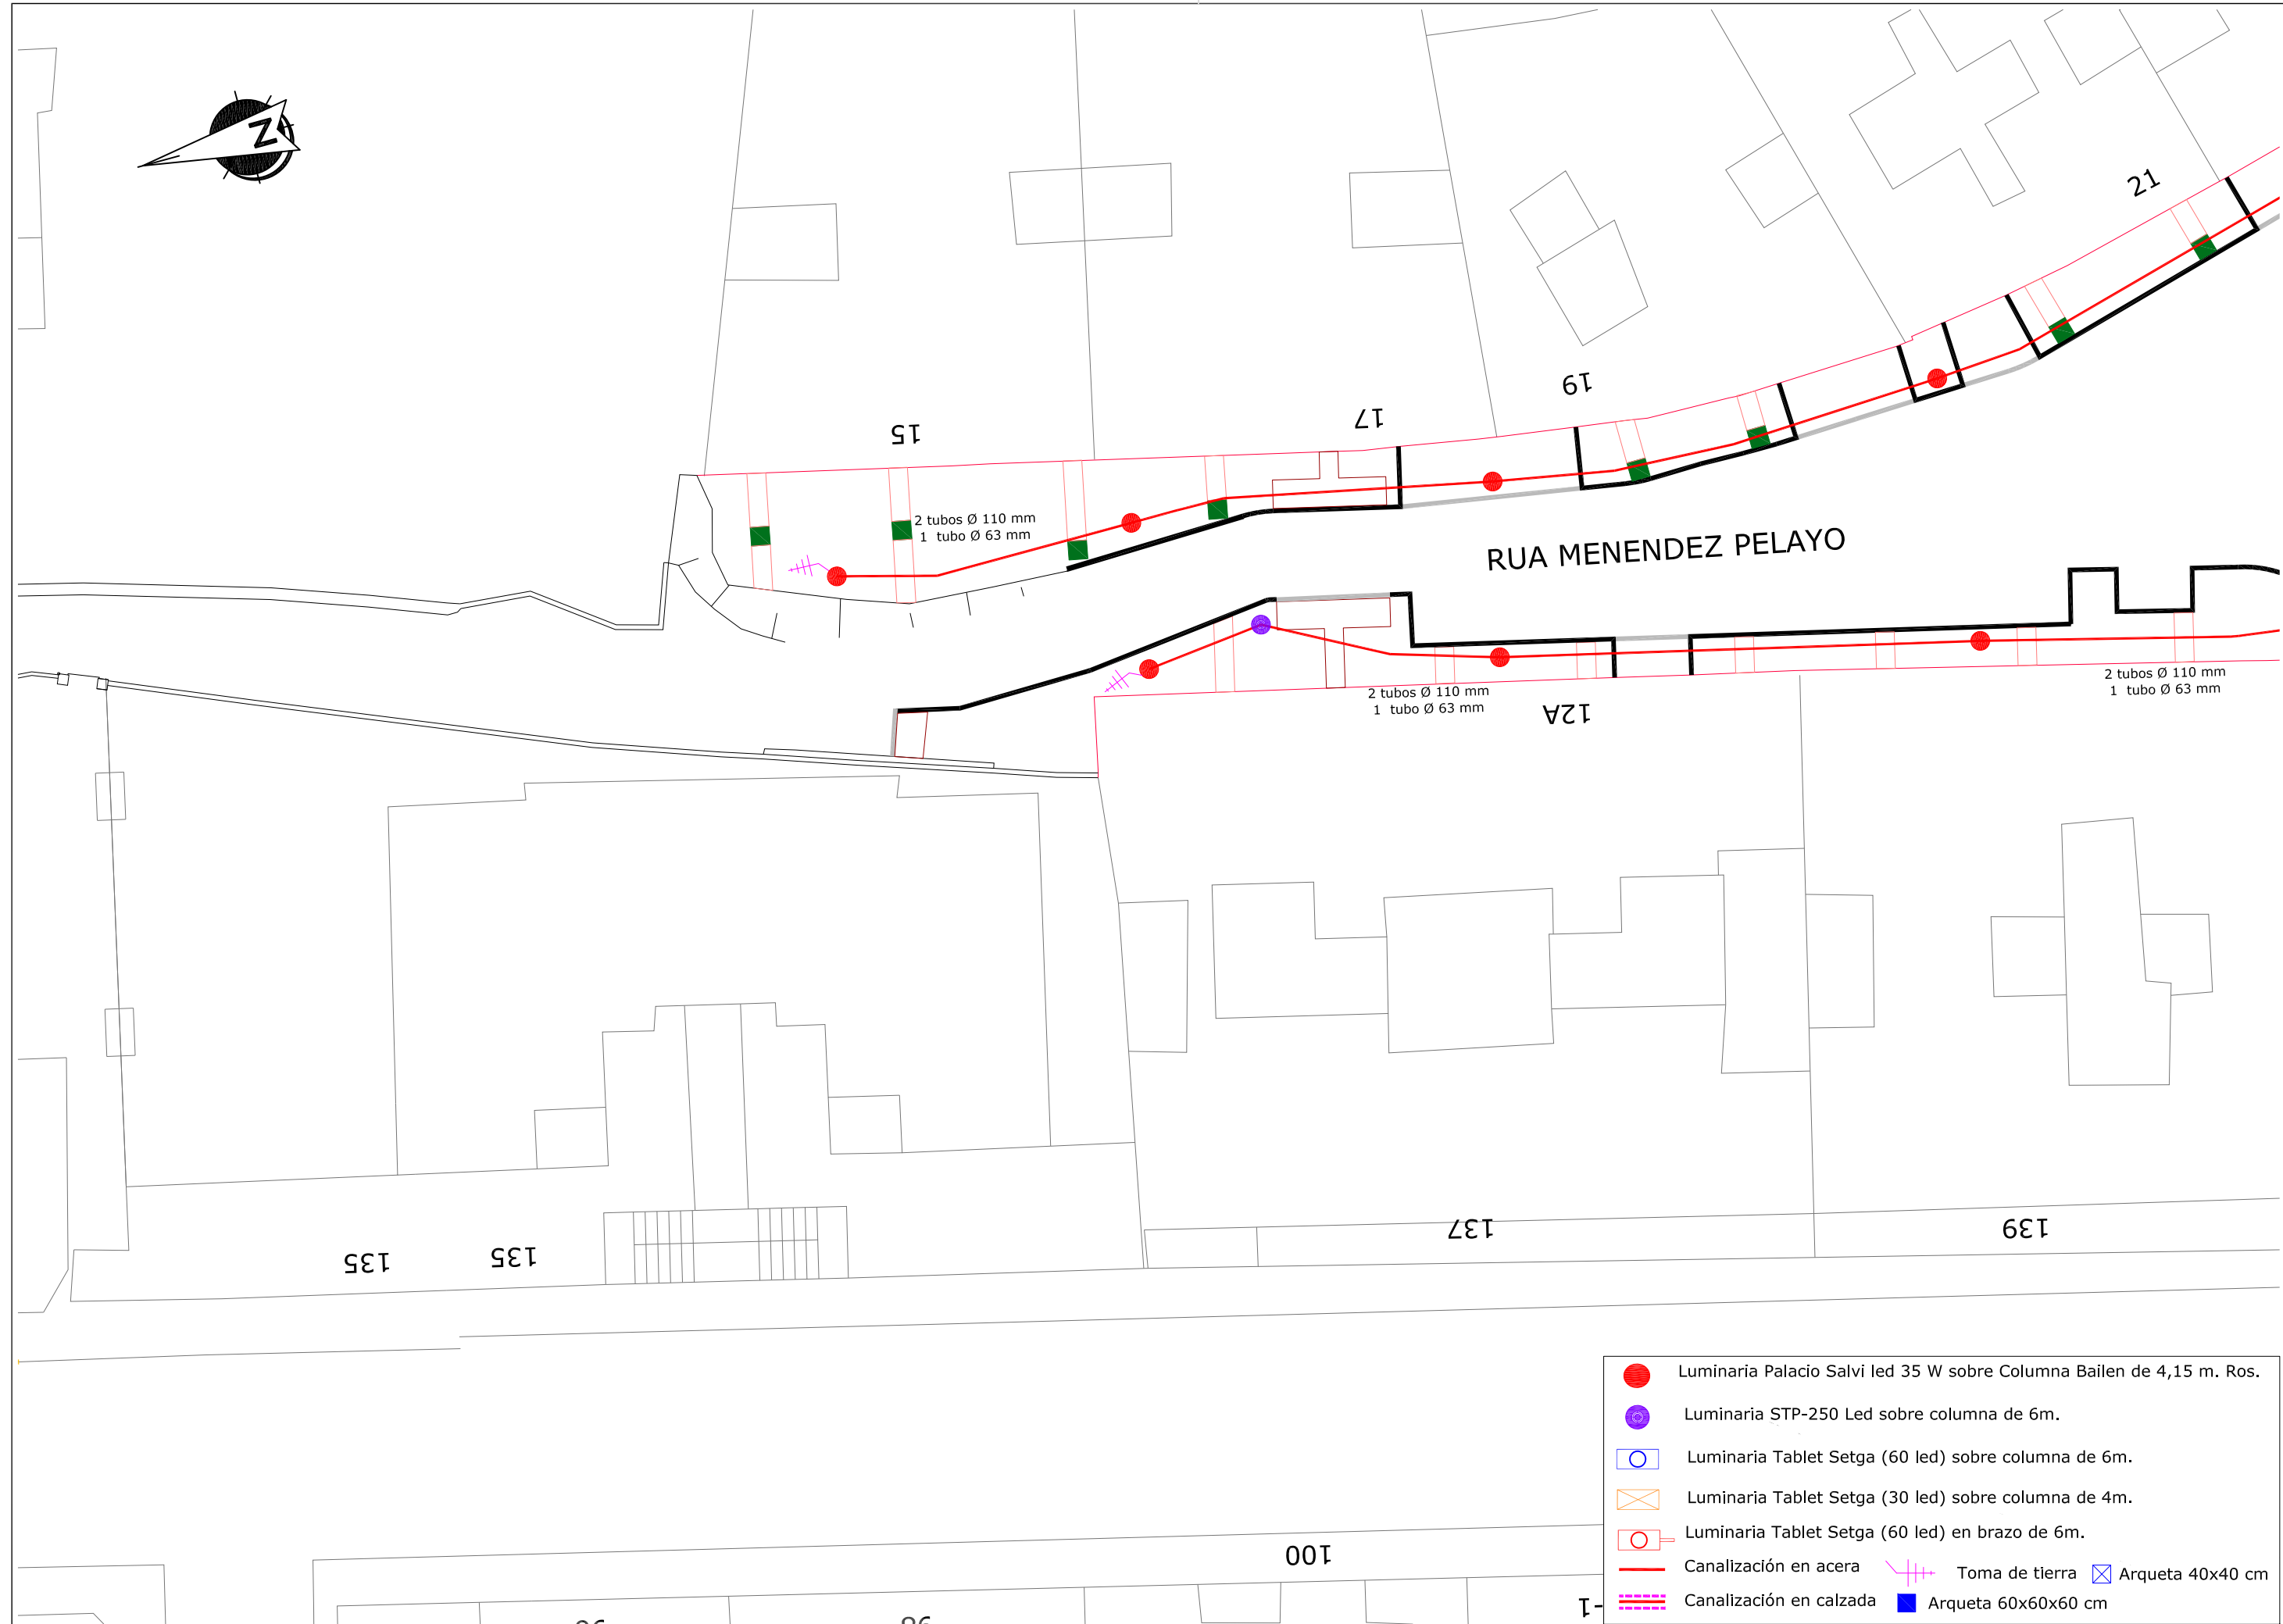 N
21
19
17
15
2 tubos Ø 110 mm
1 tubo Ø 63 mm
RUA MENENDEZ PELAYO
2 tubos Ø 110 mm
1 tubo Ø 63 mm
2 tubos Ø 110 mm
1 tubo Ø 63 mm
12A
137
139
135
135
100
Luminaria Palacio Salvi led 35 W sobre Columna Bailen de 4,15 m. Ros.
Luminaria STP-250 Led sobre columna de 6m.
Luminaria Tablet Setga (60 led) sobre columna de 6m.
Luminaria Tablet Setga (30 led) sobre columna de 4m.
Luminaria Tablet Setga (60 led) en brazo de 6m.
Canalización en acera
Toma de tierra
Arqueta 40x40 cm
Canalización en calzada
Arqueta 60x60x60 cm